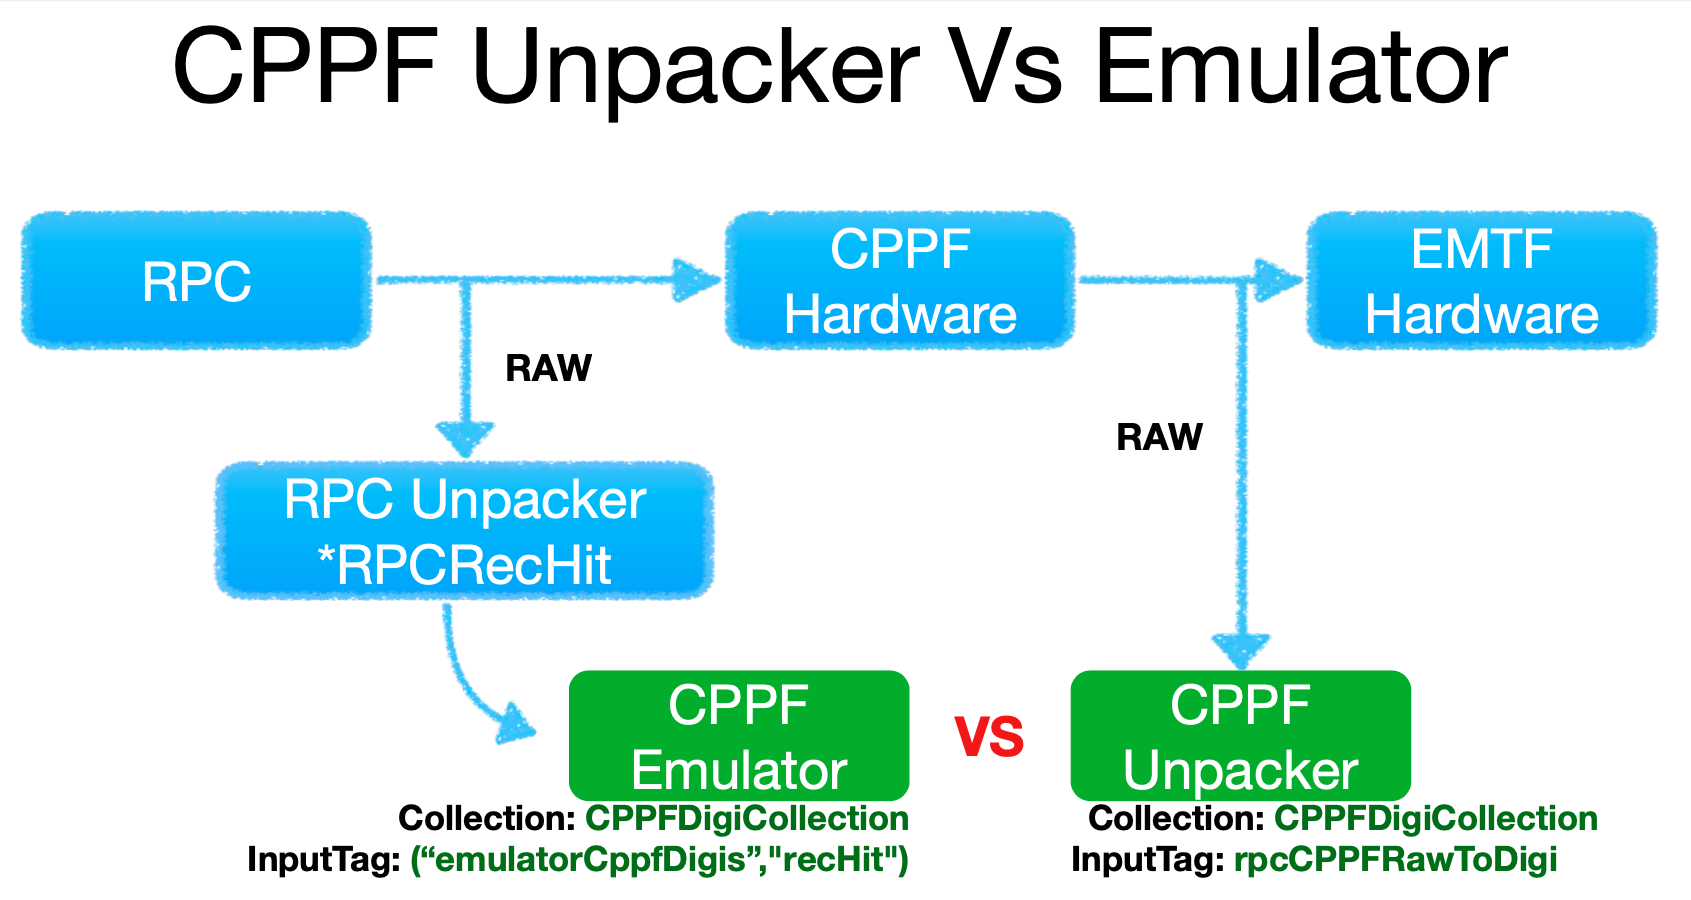 CPPF Unpacker Vs Emulator
RPC
CPPF
Hardware
EMTF
Hardware
RAW
RAW
RPC Unpacker
*RPCRecHit
CPPF
Emulator
VS
CPPF
Unpacker
Collection: CPPFDigiCollection
InputTag: (“emulatorCppfDigis”,"recHit")
Collection: CPPFDigiCollection
InputTag: rpcCPPFRawToDigi